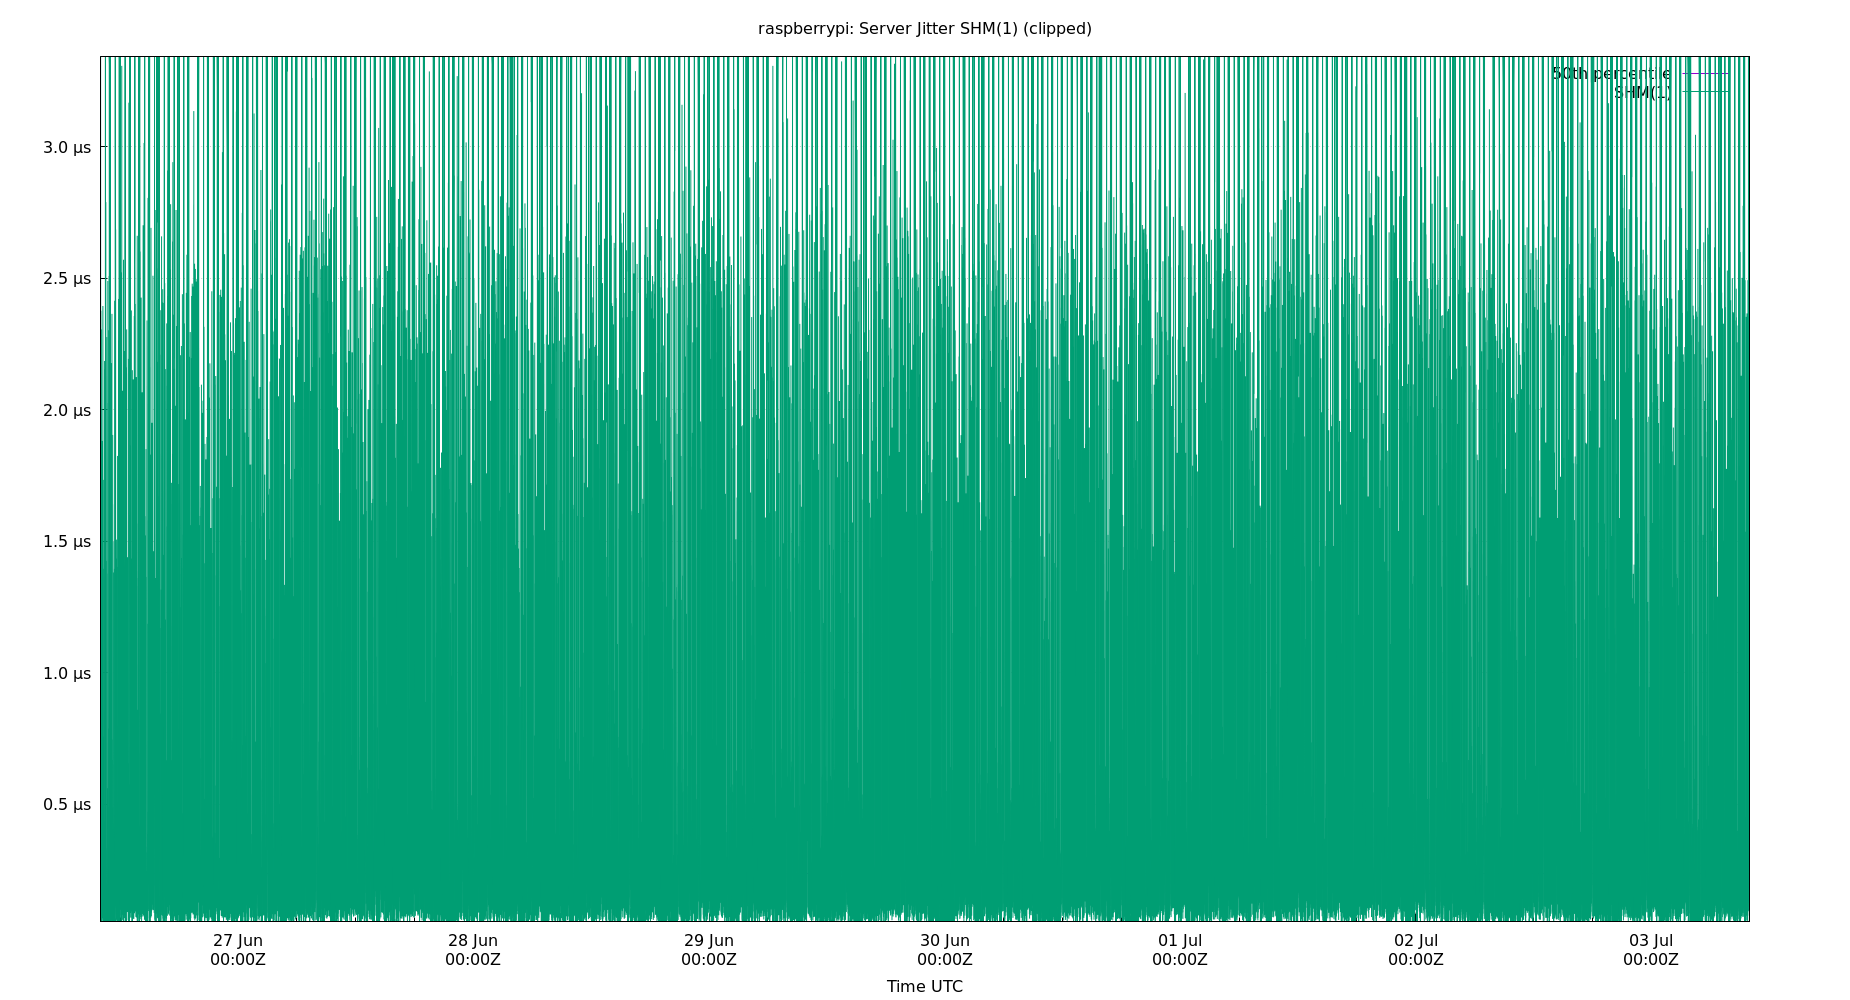 raspberrypi: Server Jitter SHM(1) (clipped)
50th percentile
SHM(1)
3.0 µs
2.5 µs
2.0 µs
1.5 µs
1.0 µs
0.5 µs
27 Jun 28 Jun 29 Jun 30 Jun 01 Jul 02 Jul 03 Jul
00:00Z 00:00Z 00:00Z 00:00Z 00:00Z 00:00Z 00:00Z
Time UTC